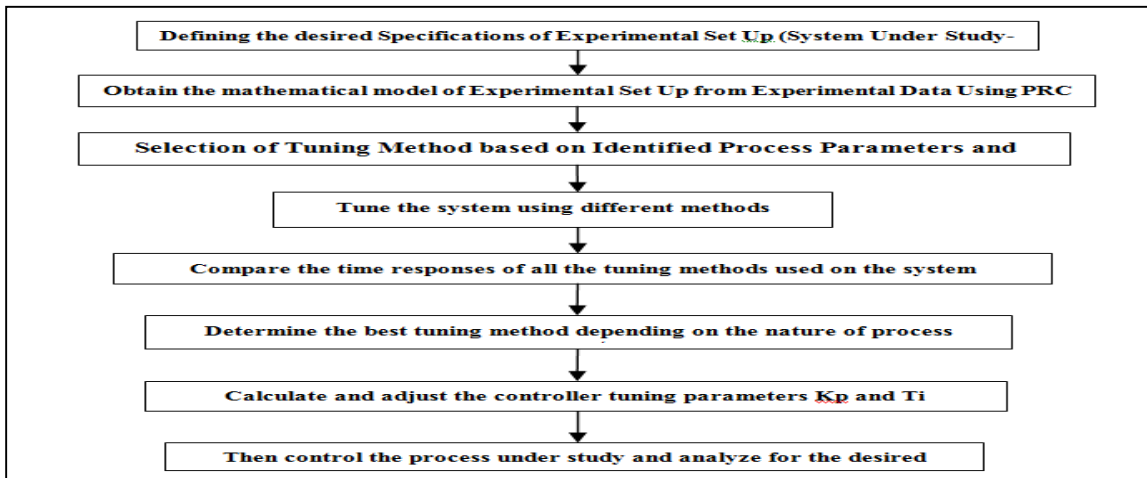 Defining the desired Specifications of Experimental Set Up (System Under Study-
Obtain the mathematical model of Experimental Set Up from Experimental Data Using PRC
Selection of Tuning Method based on Identified Process Parameters and
Tune the system using different methods
Compare the time responses of all the tuning methods used on the system
Determine the best tuning method depending on the nature of process
Calculate and adjust the controller tuning parameters Kp and Ti
Then control the process under study and analyze for the desired